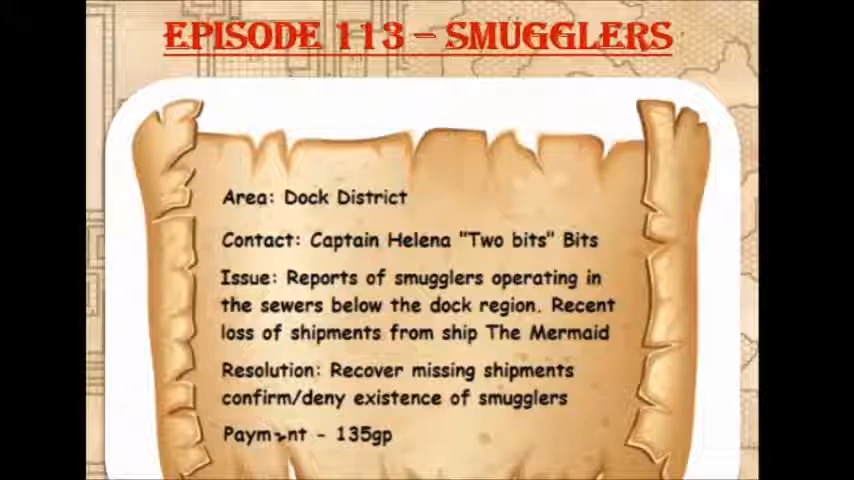 EPISODE 113 – SMUGGLERS
Area: Dock District
Contact: Captain Helena "Two bits" Bits
Issue: Reports of smugglers operating in
the sewers below the dock region. Recent
loss of shipments from ship The Mermaid
Resolution: Recover missing shipments
confirm/deny existence of smugglers
Payment - 135gp